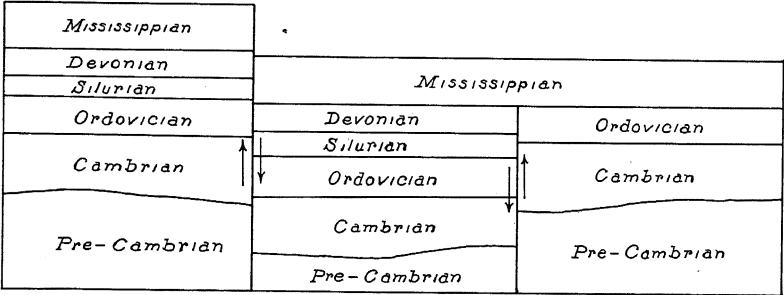 Mississippian
Devonian
Silurian
Ordovician
Cambrian
Pre-Cambrian
Mississippian
Devonian
Silurian
Ordovician
Cambrian
Pre-Cambrian
Ordovician
Cambrian
Pre-Cambrian